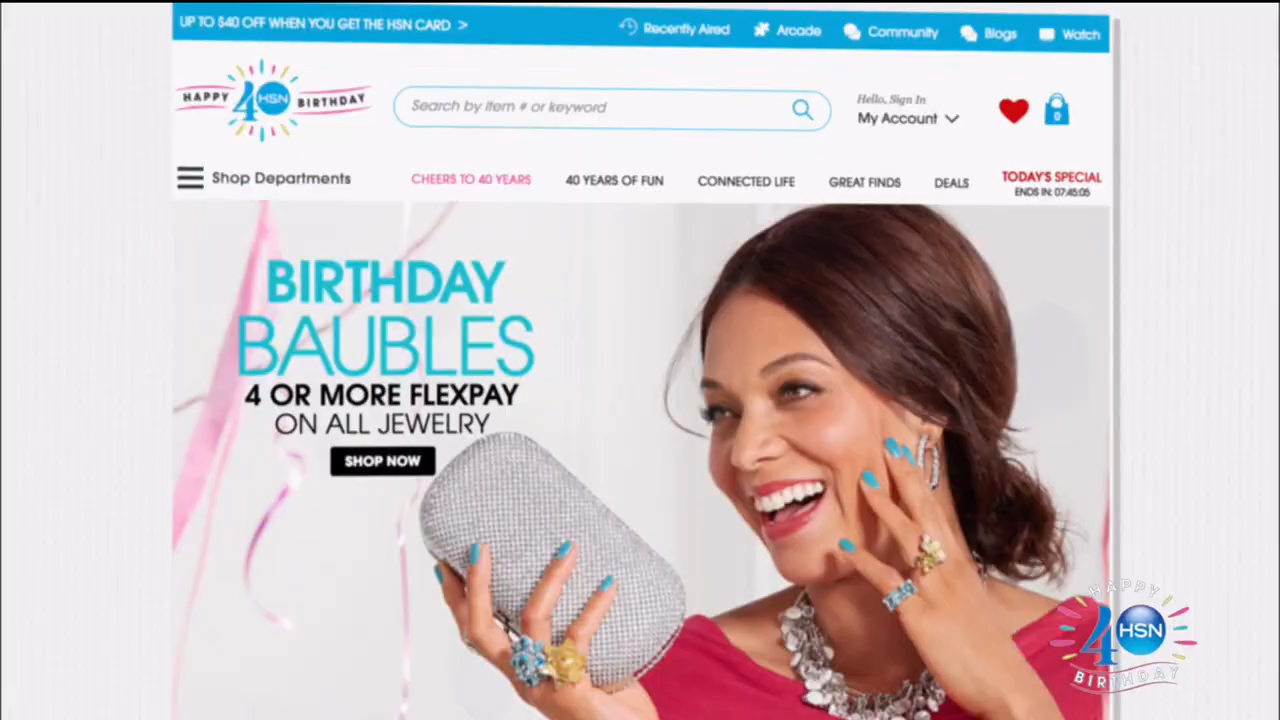 UP TO $40 OFF WHEN YOU GET THE HSN CARD >
Recently Aired
Arcade
Community
Blogs
Watch
HAPPY 40 HSN BIRTHDAY
Search by item # or keyword
Hello, Sign In
My Account
0
Shop Departments
CHEERS TO 40 YEARS
40 YEARS OF FUN
CONNECTED LIFE
GREAT FINDS
DEALS
TODAY'S SPECIAL
ENDS IN: 07:45:05
BIRTHDAY
BAUBLES
4 OR MORE FLEXPAY
ON ALL JEWELRY
SHOP NOW
HAPPY
40 HSN
BIRTHDAY